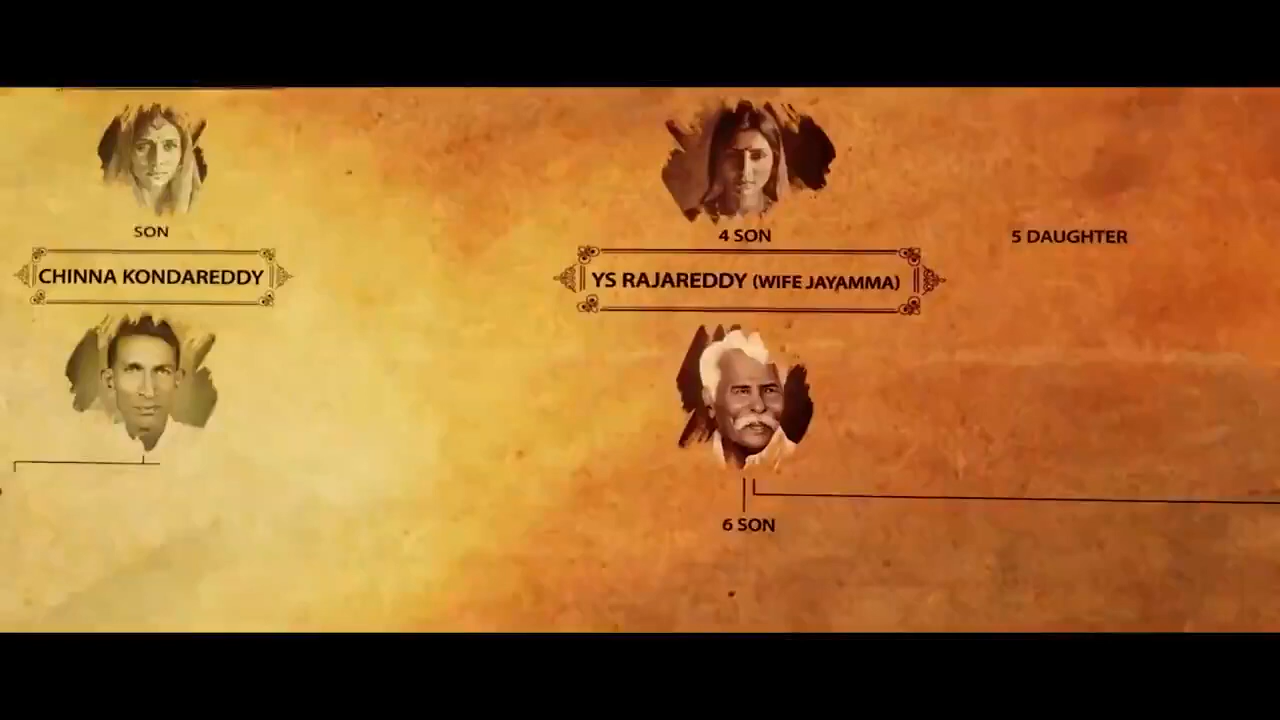 SON
4 SON
5 DAUGHTER
CHINNA KONDAREDDY
YS RAJAREDDY (WIFE JAYAMMA)
6 SON